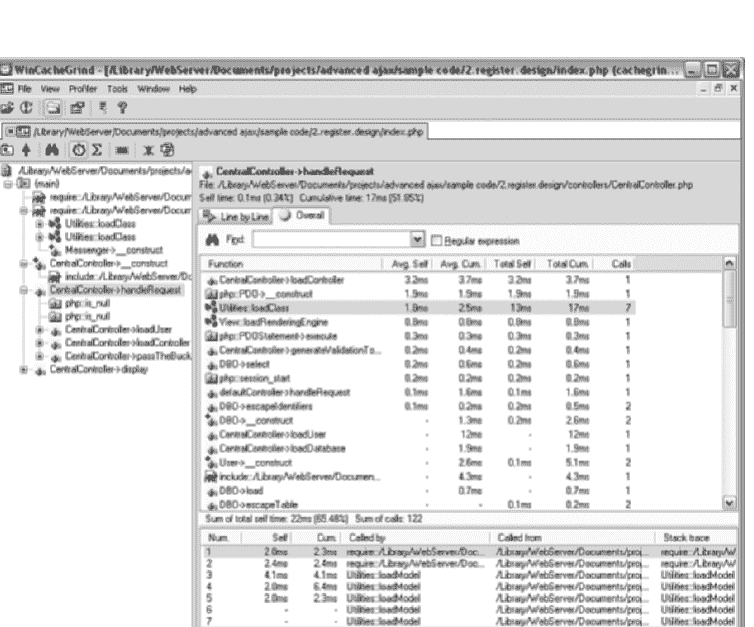 WinCacheGrind - [/Library/WebServer/Documents/projects/advanced ajax/sample code/2.register.design/index.php (cachegrin...
File View Profiler Tools Window Help
/Library/WebServer/Documents/projects/advanced ajax/sample code/2.register.design/index.php
/Library/WebServer/Documents/projects/a
{main}
require::/Library/WebServer/Docum
require::/Library/WebServer/Docum
Utilities::loadClass
Utilities::loadClass
Messenger->__construct
CentralController->__construct
include::/Library/WebServer/Do
CentralController->handleRequest
php::is_null
php::is_null
CentralController->loadUser
CentralController->loadController
CentralController->passTheBuck
CentralController->display
CentralController->handleRequest
File: /Library/WebServer/Documents/projects/advanced ajax/sample code/2.register.design/controllers/CentralController.php
Self time: 0.1ms (0.34%) Cumulative time: 17ms (51.85%)
Line by Line Overall
Find: Regular expression
Function Avg. Self Avg. Cum. Total Self Total Cum. Calls
CentralController->loadController 3.2ms 3.7ms 3.2ms 3.7ms 1
php::PDO->__construct 1.9ms 1.9ms 1.9ms 1.9ms 1
Utilities::loadClass 1.8ms 2.5ms 13ms 17ms 7
View::loadRenderingEngine 0.8ms 0.8ms 0.8ms 0.8ms 1
php::PDOStatement->execute 0.3ms 0.3ms 0.3ms 0.3ms 1
CentralController->generateValidationTo... 0.2ms 0.4ms 0.2ms 0.4ms 1
DBO->select 0.2ms 0.6ms 0.2ms 0.6ms 1
php::session_start 0.2ms 0.2ms 0.2ms 0.2ms 1
defaultController->handleRequest 0.1ms 1.6ms 0.1ms 1.6ms 1
DBO->escapeIdentifiers 0.1ms 0.2ms 0.2ms 0.5ms 2
DBO->__construct - 1.3ms 0.2ms 2.6ms 2
CentralController->loadUser - 12ms - 12ms 1
CentralController->loadDatabase - 1.9ms - 1.9ms 1
User->__construct - 2.6ms 0.1ms 5.1ms 2
include::/Library/WebServer/Documen... - 4.3ms - 4.3ms 1
DBO->load - 0.7ms - 0.7ms 1
DBO->escapeTable - - 0.1ms 0.2ms 2
Sum of total self time: 22ms (65.48%) Sum of calls: 122
Num. Self Cum. Called by Called from Stack trace
1 2.3ms require::/Library/WebServer/Doc... /Library/WebServer/Documents/proj... require::/Library/W
2 2.4ms 2.4ms require::/Library/WebServer/Doc... /Library/WebServer/Documents/proj... require::/Library/W
3 4.1ms 4.1ms Utilities::loadModel /Library/WebServer/Documents/proj... Utilities::loadModel
4 2.0ms 6.4ms Utilities::loadModel /Library/WebServer/Documents/proj... Utilities::loadModel
5 2.3ms Utilities::loadModel /Library/WebServer/Documents/proj... Utilities::loadModel
6 - - Utilities::loadModel /Library/WebServer/Documents/proj... Utilities::loadModel
7 - - Utilities::loadModel /Library/WebServer/Documents/proj... Utilities::loadModel